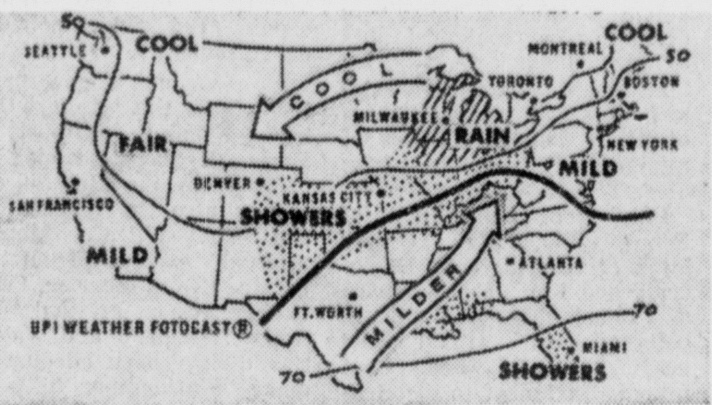 50
SEATTLE
COOL
COOL
MONTREAL
COOL
50
TORONTO
BOSTON
MILWAUKEE
RAIN
NEW YORK
FAIR
MILD
DENVER
KANSAS CITY
SAN FRANCISCO
SHOWERS
MILD
ATLANTA
MILDER
FT. WORTH
UPI WEATHER FOTOCAST®
70
MIAMI
70
SHOWERS